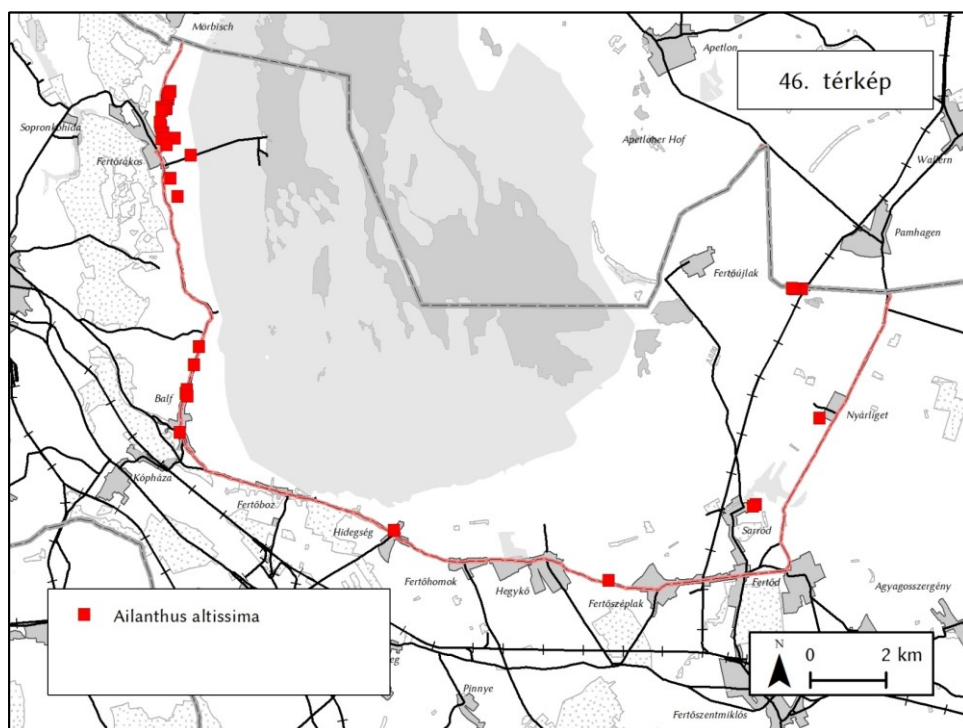 Mörbisch
Apetlon
46. térkép
Sopronkőhida
Apetloner Hof
Wallern
Fertőrákos
Pamhagen
Fertőújlak
Balf
Nyárliget
Kópháza
Fertőboz
Hidegség
Sarród
Fertőhomok
Hegykő
Fertőszéplak
Fertőd
Agyagosszergény
Ailanthus altissima
N
0 2 km
eg
Pinnye
Fertőszentmiklós